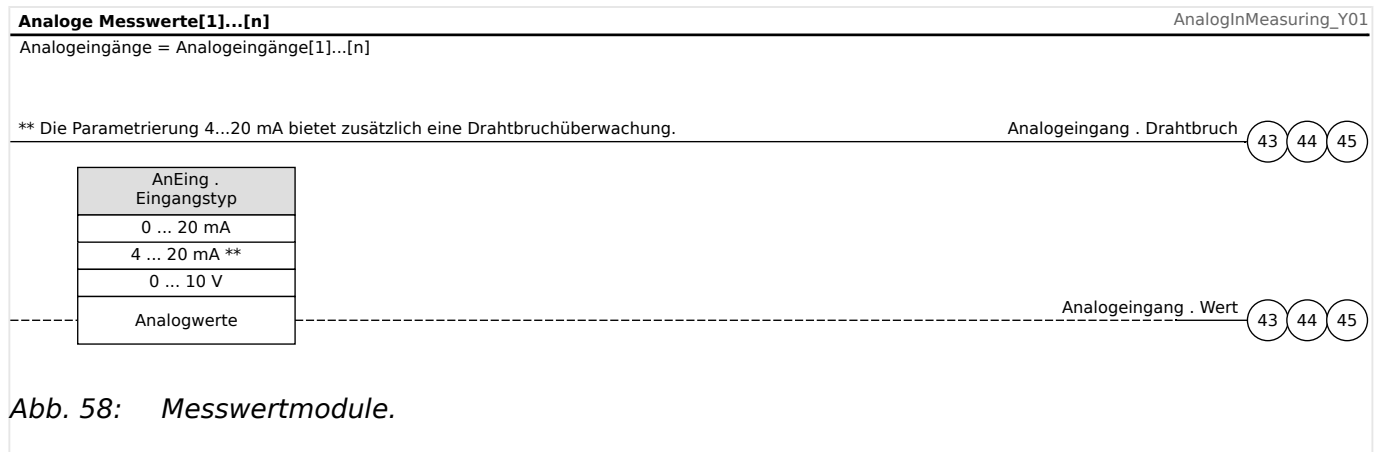 Analoge Messwerte[1]...[n]
AnalogInMeasuring_Y01
Analogeingänge = Analogeingänge[1]...[n]
** Die Parametrierung 4...20 mA bietet zusätzlich eine Drahtbruchüberwachung.
Analogeingang . Drahtbruch
43 44 45
AnEing .
Eingangstyp
0 ... 20 mA
4 ... 20 mA **
0 ... 10 V
Analogwerte
Analogeingang . Wert
43 44 45
Abb. 58: Messwertmodule.